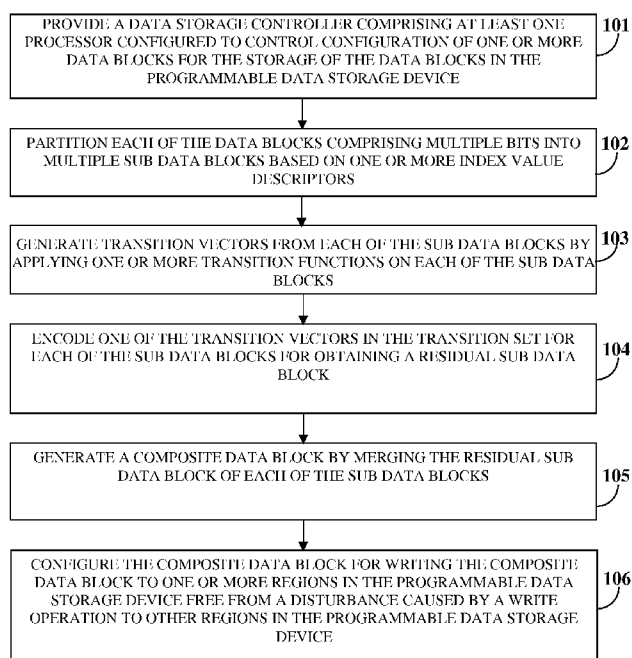 PROVIDE A DATA STORAGE CONTROLLER COMPRISING AT LEAST ONE
PROCESSOR CONFIGURED TO CONTROL CONFIGURATION OF ONE OR MORE
DATA BLOCKS FOR THE STORAGE OF THE DATA BLOCKS IN THE
PROGRAMMABLE DATA STORAGE DEVICE
101
PARTITION EACH OF THE DATA BLOCKS COMPRISING MULTIPLE BITS INTO
MULTIPLE SUB DATA BLOCKS BASED ON ONE OR MORE INDEX VALUE
DESCRIPTORS
102
GENERATE TRANSITION VECTORS FROM EACH OF THE SUB DATA BLOCKS BY
APPLYING ONE OR MORE TRANSITION FUNCTIONS ON EACH OF THE SUB DATA
BLOCKS
103
ENCODE ONE OF THE TRANSITION VECTORS IN THE TRANSITION SET FOR
EACH OF THE SUB DATA BLOCKS FOR OBTAINING A RESIDUAL SUB DATA
BLOCK
104
GENERATE A COMPOSITE DATA BLOCK BY MERGING THE RESIDUAL SUB
DATA BLOCK OF EACH OF THE SUB DATA BLOCKS
105
CONFIGURE THE COMPOSITE DATA BLOCK FOR WRITING THE COMPOSITE
DATA BLOCK TO ONE OR MORE REGIONS IN THE PROGRAMMABLE DATA
STORAGE DEVICE FREE FROM A DISTURBANCE CAUSED BY A WRITE
OPERATION TO OTHER REGIONS IN THE PROGRAMMABLE DATA STORAGE
DEVICE
106